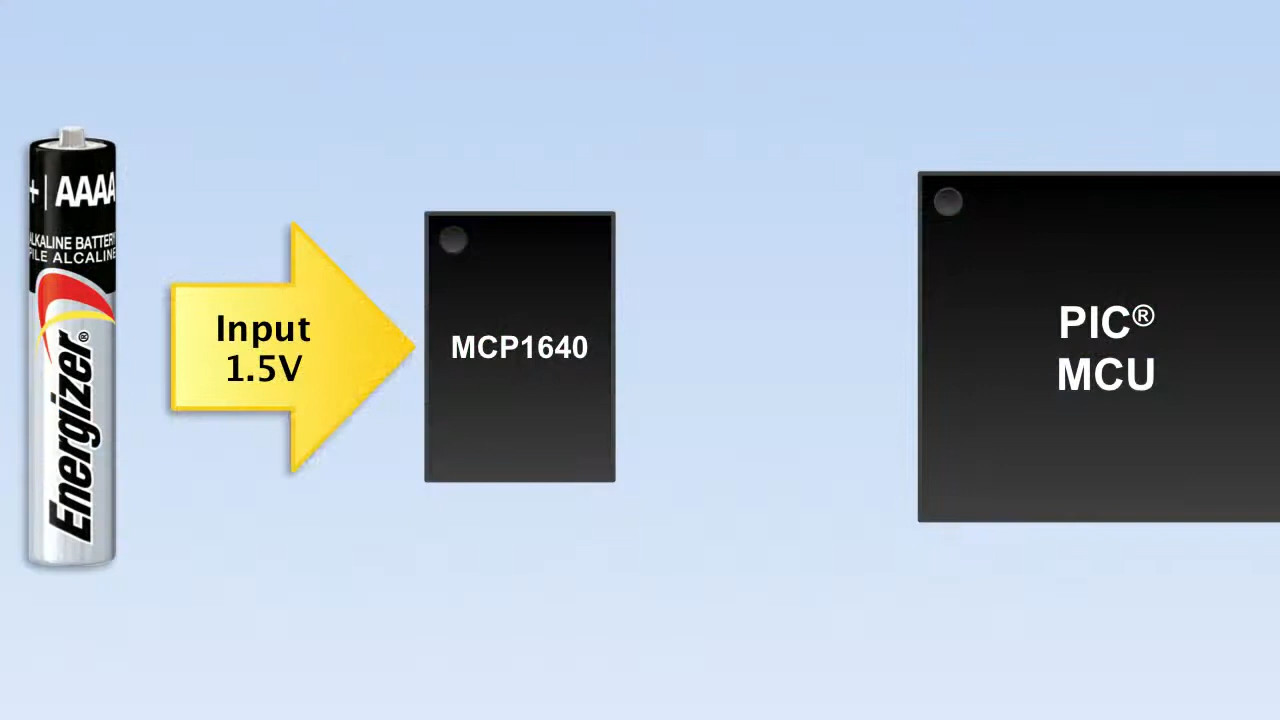 + | AAAA
ALKALINE BATTERY
PILE ALCALINE
Energizer®
Input
1.5V
MCP1640
PIC®
MCU